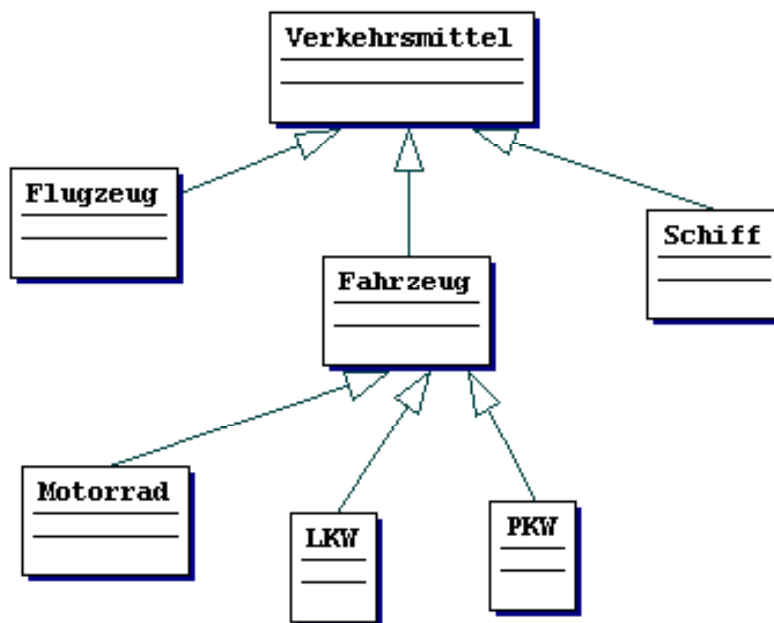 Verkehrsmittel
Flugzeug
Schiff
Fahrzeug
Motorrad
LKW
PKW